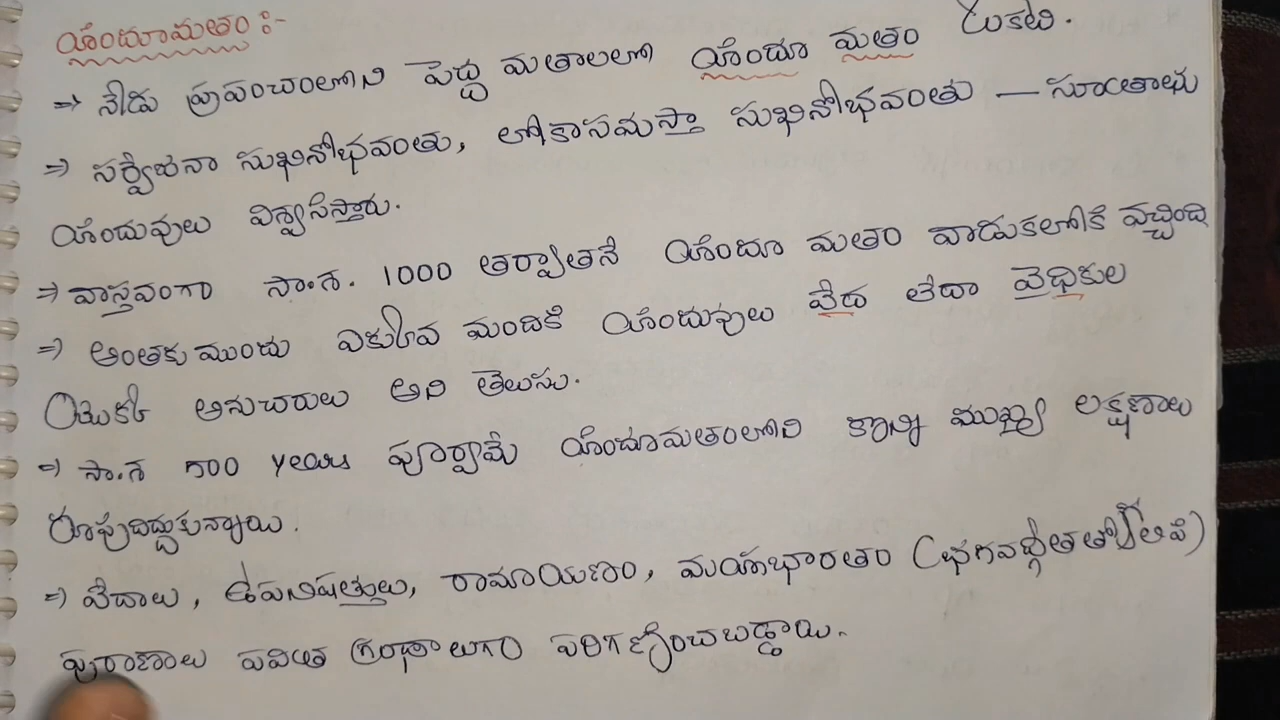 హిందూమతం :-
⇒ నేడు ప్రపంచంలోని పెద్ద మతాలలో హిందూ మతం ఒకటి.
⇒ సర్వేజనా సుఖినోభవంతు, లోకాసమస్తా సుఖినోభవంతు —
హిందువులు విశ్వసిస్తారు.
⇒ వాస్తవంగా సా.శ. 1000 తర్వాతనే హిందూ మతం వాడుకలోకి వచ్చింది
⇒ అంతకు ముందు ఎక్కువ మందికి హిందువులు వేద లేదా వైధికుల
యొక్క అనుచరులు అని తెలుసు.
⇒ సా.శ 500 years పూర్వమే హిందూమతంలోని కొన్ని ముఖ్య లక్షణాలు
రూపుదిద్దుకున్నాయి.
⇒ వేదాలు, ఉపనిషత్తులు, రామాయణం, మహాభారతం (భగవద్గీతతో కలిపి)
పురాణాలు పవిత్ర గ్రంథాలుగా పరిగణించబడ్డాయి.